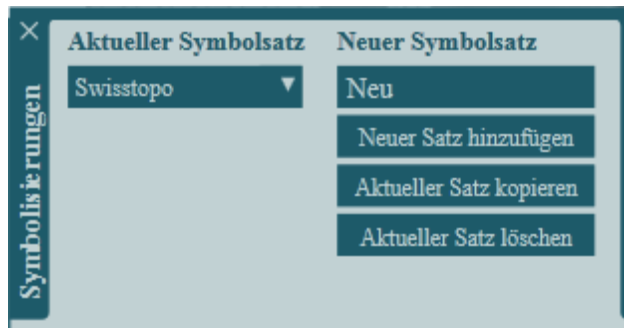 Symbolisierungen
Aktueller Symbolsatz
Swisstopo
Neuer Symbolsatz
Neu
Neuer Satz hinzufügen
Aktueller Satz kopieren
Aktueller Satz löschen